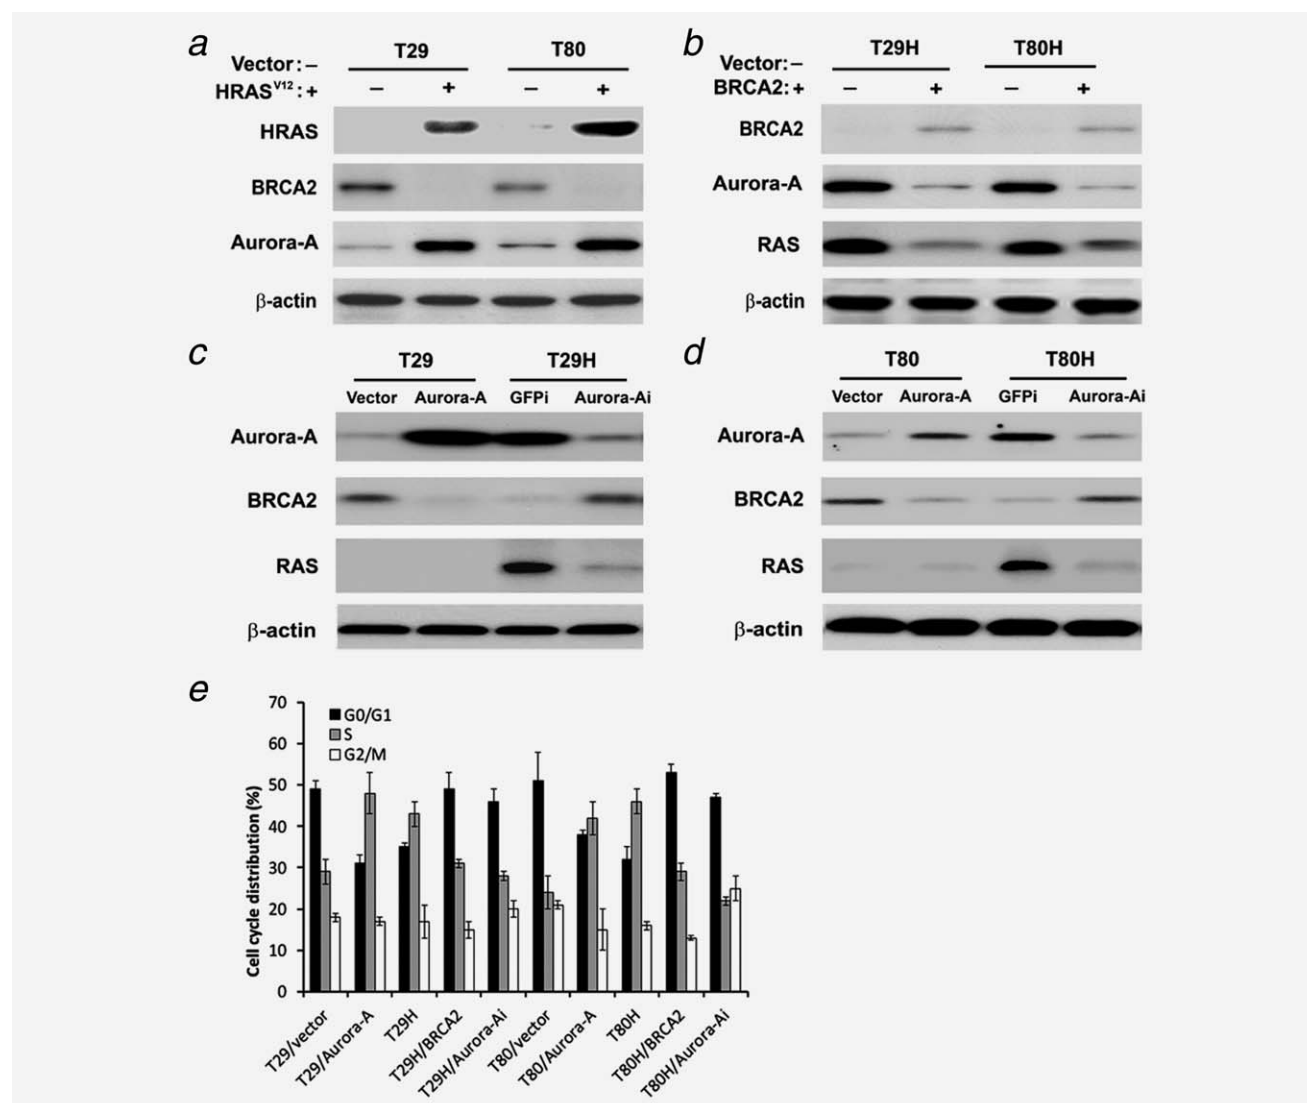 a
T29 T80
Vector: –
HRASV12: + – + – +
HRAS
BRCA2
Aurora-A
β-actin
b
T29H T80H
Vector: –
BRCA2: + – + – +
BRCA2
Aurora-A
RAS
β-actin
c
T29 T29H
Vector Aurora-A GFPi Aurora-Ai
Aurora-A
BRCA2
RAS
β-actin
d
T80 T80H
Vector Aurora-A GFPi Aurora-Ai
Aurora-A
BRCA2
RAS
β-actin
e
Cell cycle distribution (%)
70
60
50
40
30
20
10
0
G0/G1
S
G2/M
T29/vector
T29/Aurora-A
T29H
T29H/BRCA2
T29H/Aurora-Ai
T80/vector
T80/Aurora-A
T80H
T80H/BRCA2
T80H/Aurora-Ai